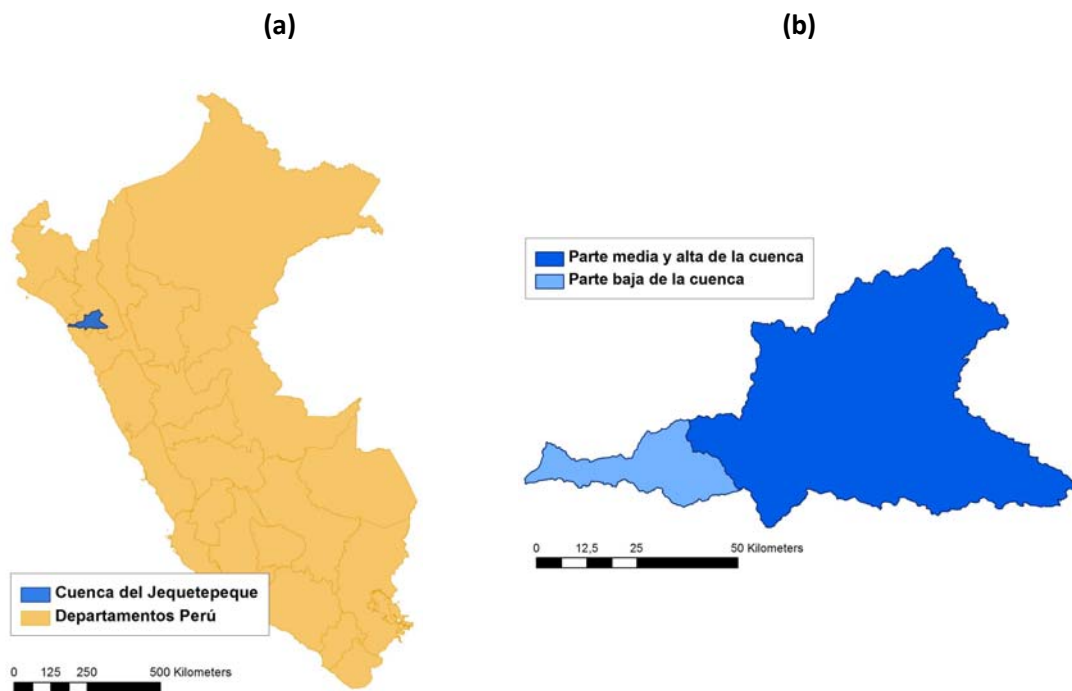 (a)
(b)
Parte media y alta de la cuenca
Parte baja de la cuenca
0 12,5 25 50 Kilometers
Cuenca del Jequetepeque
Departamentos Perú
0 125 250 500 Kilometers